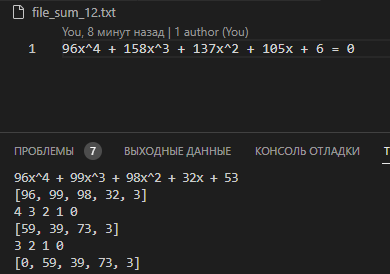 file_sum_12.txt
You, 8 минут назад | 1 author (You)
1 96x^4 + 158x^3 + 137x^2 + 105x + 6 = 0
ПРОБЛЕМЫ 7 ВЫХОДНЫЕ ДАННЫЕ КОНСОЛЬ ОТЛАДКИ
96x^4 + 99x^3 + 98x^2 + 32x + 53
[96, 99, 98, 32, 3]
4 3 2 1 0
[59, 39, 73, 3]
3 2 1 0
[0, 59, 39, 73, 3]